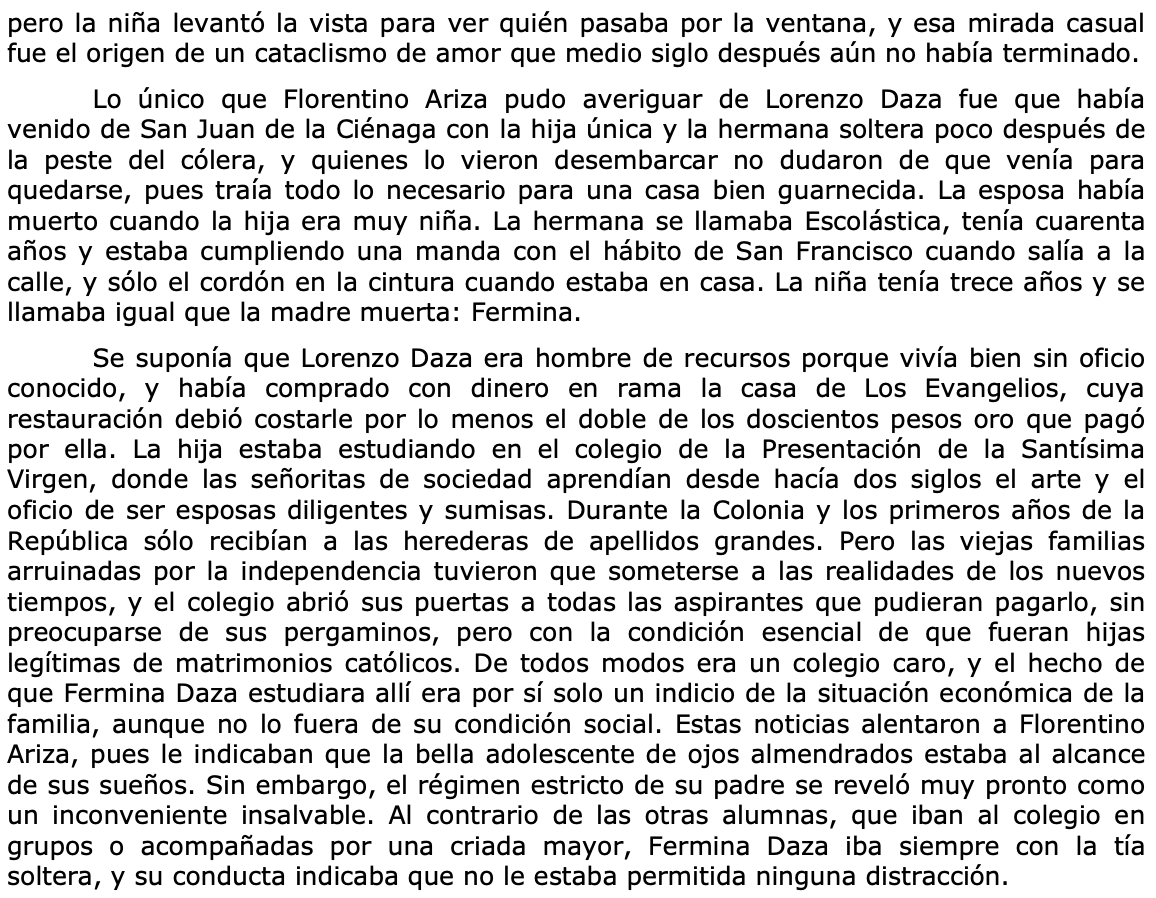 pero la niña levantó la vista para ver quién pasaba por la ventana, y esa mirada casual
fue el origen de un cataclismo de amor que medio siglo después aún no había terminado.
Lo único que Florentino Ariza pudo averiguar de Lorenzo Daza fue que había
venido de San Juan de la Ciénaga con la hija única y la hermana soltera poco después de
la peste del cólera, y quienes lo vieron desembarcar no dudaron de que venía para
quedarse, pues traía todo lo necesario para una casa bien guarnecida. La esposa había
muerto cuando la hija era muy niña. La hermana se llamaba Escolástica, tenía cuarenta
años y estaba cumpliendo una manda con el hábito de San Francisco cuando salía a la
calle, y sólo el cordón en la cintura cuando estaba en casa. La niña tenía trece años y se
llamaba igual que la madre muerta: Fermina.
Se suponía que Lorenzo Daza era hombre de recursos porque vivía bien sin oficio
conocido, y había comprado con dinero en rama la casa de Los Evangelios, cuya
restauración debió costarle por lo menos el doble de los doscientos pesos oro que pagó
por ella. La hija estaba estudiando en el colegio de la Presentación de la Santísima
Virgen, donde las señoritas de sociedad aprendían desde hacía dos siglos el arte y el
oficio de ser esposas diligentes y sumisas. Durante la Colonia y los primeros años de la
República sólo recibían a las herederas de apellidos grandes. Pero las viejas familias
arruinadas por la independencia tuvieron que someterse a las realidades de los nuevos
tiempos, y el colegio abrió sus puertas a todas las aspirantes que pudieran pagarlo, sin
preocuparse de sus pergaminos, pero con la condición esencial de que fueran hijas
legítimas de matrimonios católicos. De todos modos era un colegio caro, y el hecho de
que Fermina Daza estudiara allí era por sí solo un indicio de la situación económica de la
familia, aunque no lo fuera de su condición social. Estas noticias alentaron a Florentino
Ariza, pues le indicaban que la bella adolescente de ojos almendrados estaba al alcance
de sus sueños. Sin embargo, el régimen estricto de su padre se reveló muy pronto como
un inconveniente insalvable. Al contrario de las otras alumnas, que iban al colegio en
grupos o acompañadas por una criada mayor, Fermina Daza iba siempre con la tía
soltera, y su conducta indicaba que no le estaba permitida ninguna distracción.